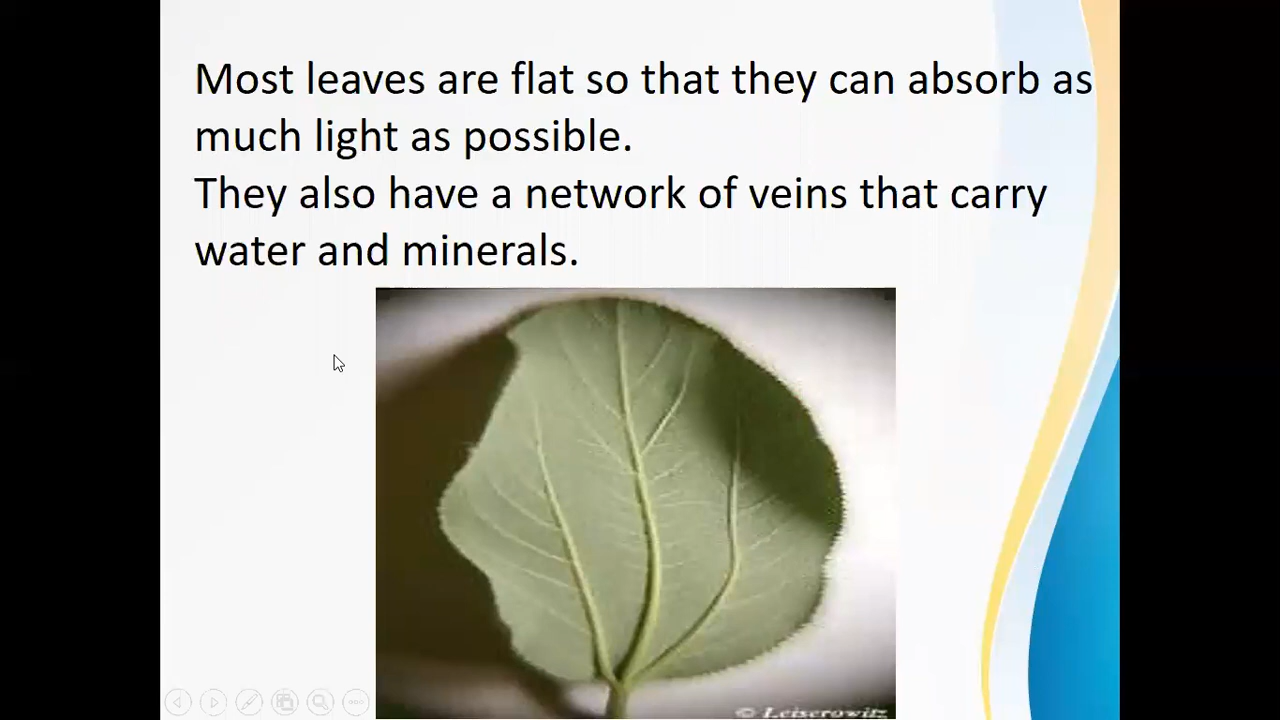 Most leaves are flat so that they can absorb as
much light as possible.
They also have a network of veins that carry
water and minerals.
© Leiserowitz